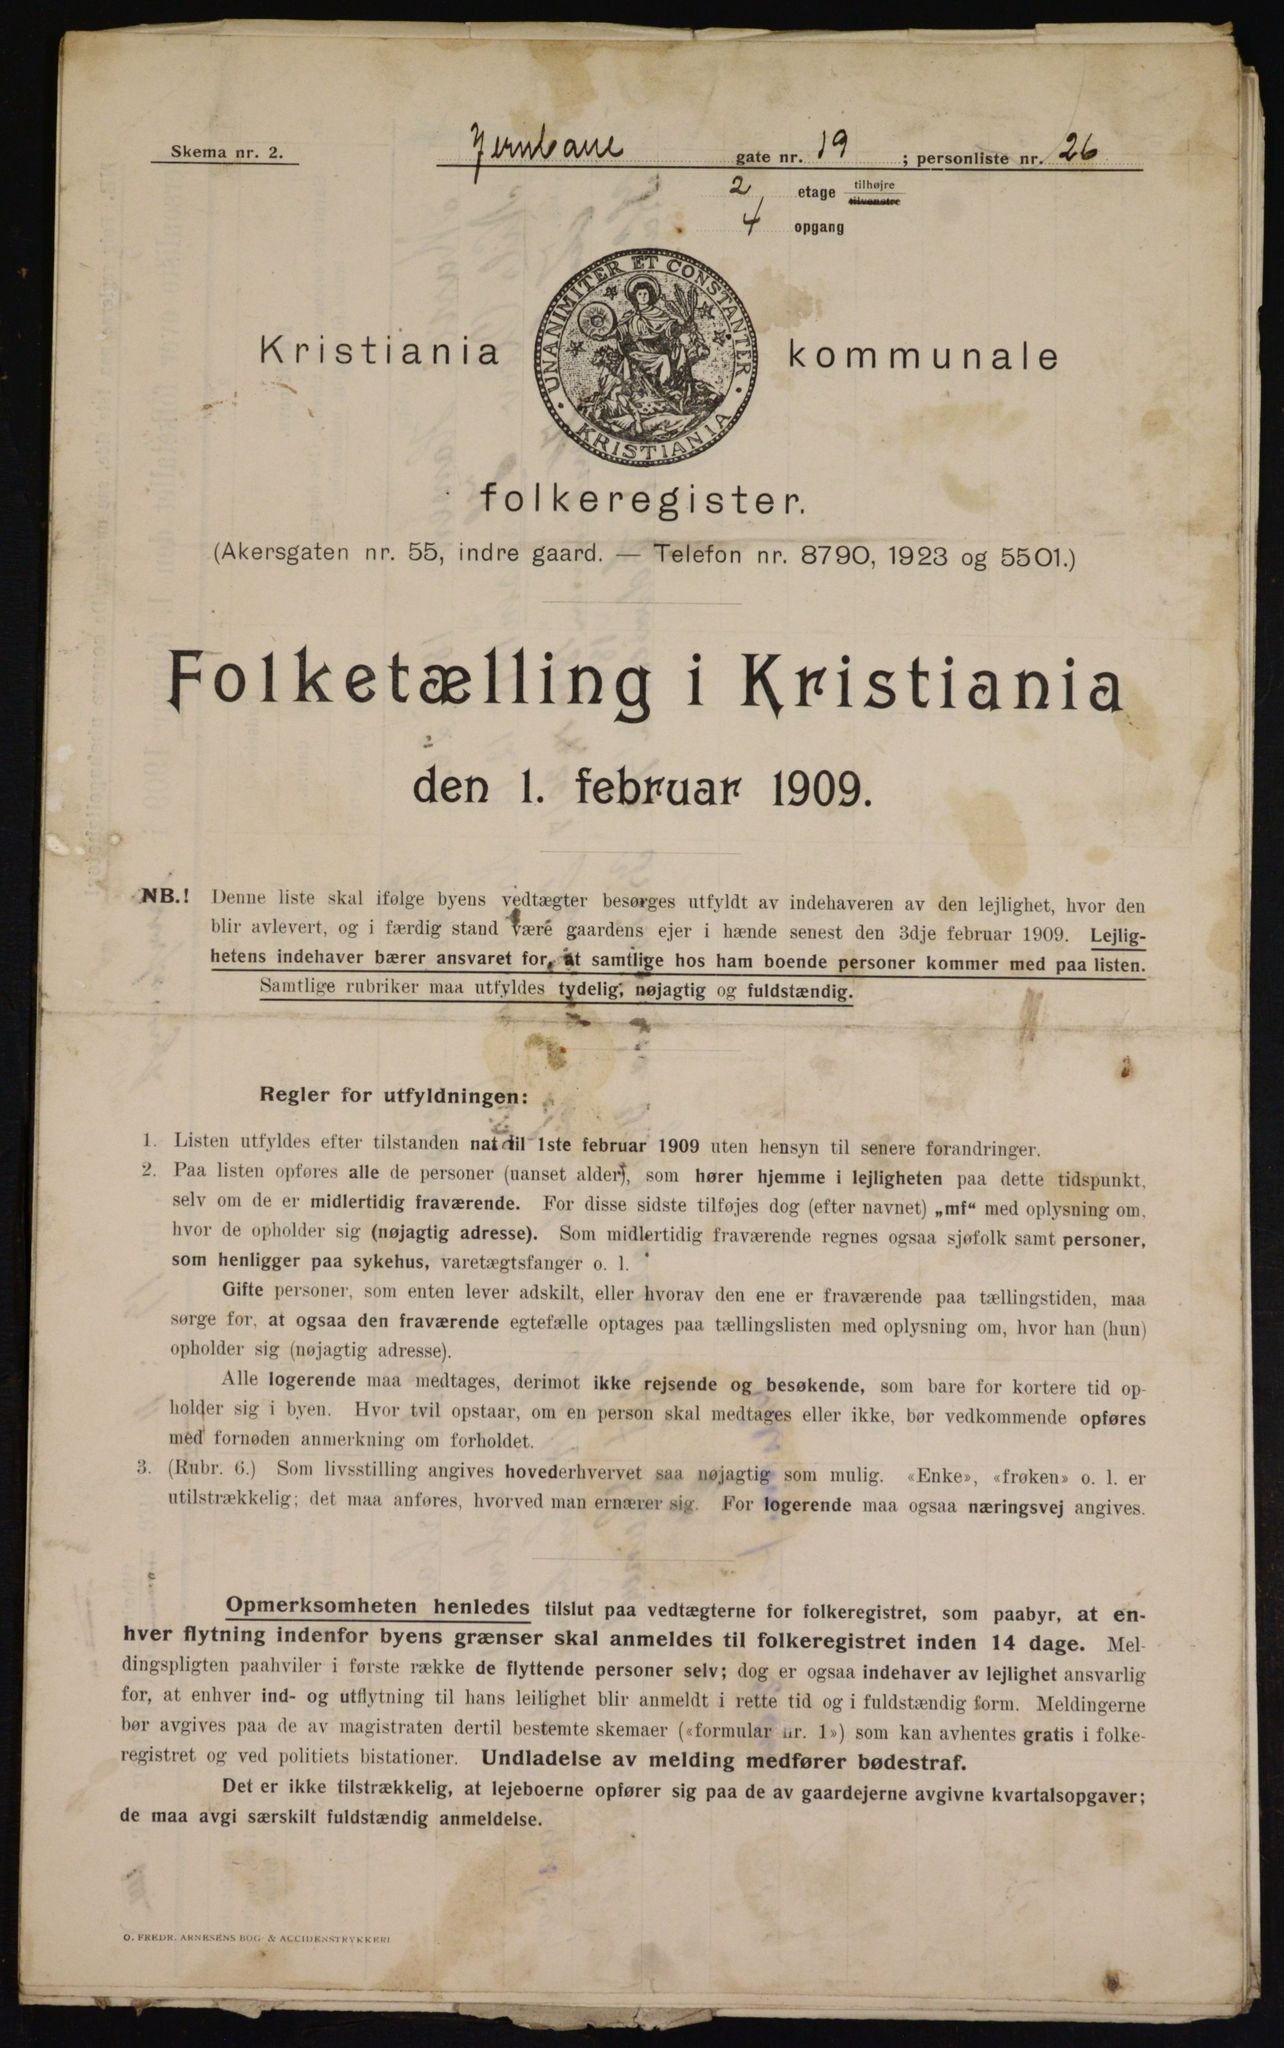 Skema nr. 2.
Jernbane gate nr. 19 ; personliste nr. 26
2 etage tilhøjre
tilvenstre
4 opgang
UNANIMITER ET CONSTANTER
KRISTIANIA
Kristiania kommunale
folkeregister.
(Akersgaten nr. 55, indre gaard. — Telefon nr. 8790, 1923 og 5501.)
Folketælling i Kristiania
den 1. februar 1909.
NB.! Denne liste skal ifølge byens vedtægter besørges utfyldt av indehaveren av den lejlighet, hvor den
blir avlevert, og i færdig stand være gaardens ejer i hænde senest den 3dje februar 1909. Lejlig-
hetens indehaver bærer ansvaret for, at samtlige hos ham boende personer kommer med paa listen.
Samtlige rubriker maa utfyldes tydelig, nøjagtig og fuldstændig.
Regler for utfyldningen:
1. Listen utfyldes efter tilstanden nat til 1ste februar 1909 uten hensyn til senere forandringer.
2. Paa listen opføres alle de personer (uanset alder), som hører hjemme i lejligheten paa dette tidspunkt,
selv om de er midlertidig fraværende. For disse sidste tilføjes dog (efter navnet) „mf“ med oplysning om,
hvor de opholder sig (nøjagtig adresse). Som midlertidig fraværende regnes ogsaa sjøfolk samt personer,
som henligger paa sykehus, varetægtsfanger o. l.
Gifte personer, som enten lever adskilt, eller hvorav den ene er fraværende paa tællingstiden, maa
sørge for, at ogsaa den fraværende egtefælle optages paa tællingslisten med oplysning om, hvor han (hun)
opholder sig (nøjagtig adresse).
Alle logerende maa medtages, derimot ikke rejsende og besøkende, som bare for kortere tid op-
holder sig i byen. Hvor tvil opstaar, om en person skal medtages eller ikke, bør vedkommende opføres
med fornøden anmerkning om forholdet.
3. (Rubr. 6.) Som livsstilling angives hovederhvervet saa nøjagtig som mulig. «Enke», «frøken» o. l. er
utilstrækkelig; det maa anføres, hvorved man ernærer sig. For logerende maa ogsaa næringsvej angives.
Opmerksomheten henledes tilslut paa vedtægterne for folkeregistret, som paabyr, at en-
hver flytning indenfor byens grænser skal anmeldes til folkeregistret inden 14 dage. Mel-
dingspligten paahviler i første række de flyttende personer selv; dog er ogsaa indehaver av lejlighet ansvarlig
for, at enhver ind- og utflytning til hans leilighet blir anmeldt i rette tid og i fuldstændig form. Meldingerne
bør avgives paa de av magistraten dertil bestemte skemaer («formular nr. 1») som kan avhentes gratis i folke-
registret og ved politiets bistationer. Undladelse av melding medfører bødestraf.
Det er ikke tilstrækkelig, at lejeboerne opfører sig paa de av gaardejerne avgivne kvartalsopgaver;
de maa avgi særskilt fuldstændig anmeldelse.
O. FREDR. ARNESENS BOG- & ACCIDENSTRYKKERI